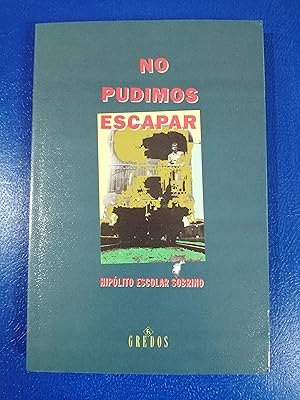 NO
PUDIMOS
ESCAPAR
HIPÓLITO ESCOLAR SOBRINO
GREDOS